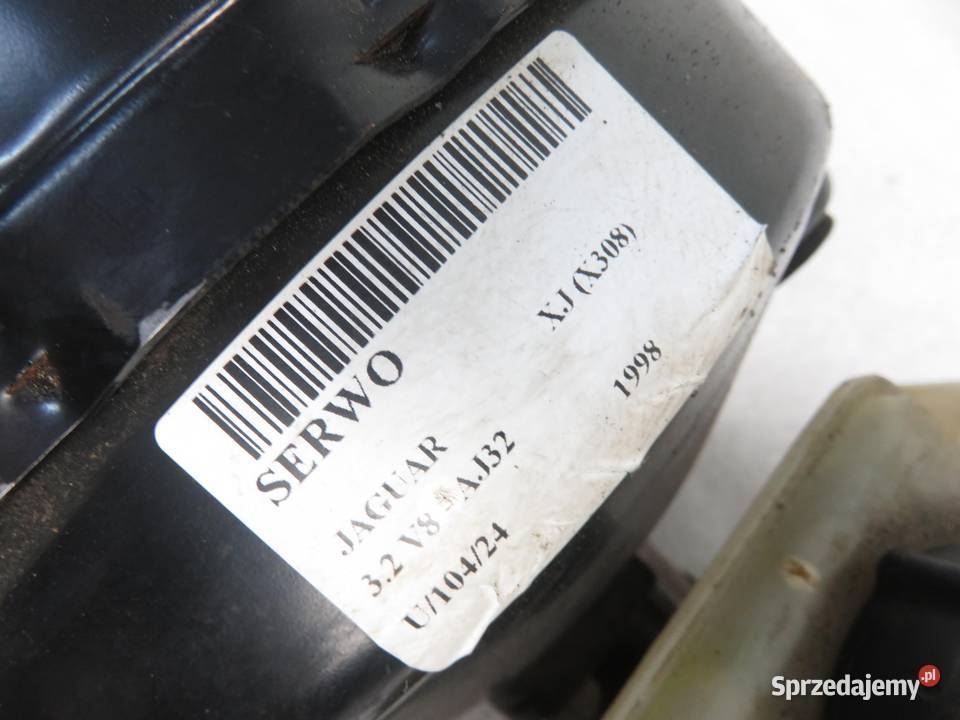 SERWO
JAGUAR XJ (X308)
3.2 V8 AJ32 1998
U/104/24
Sprzedajemy.pl